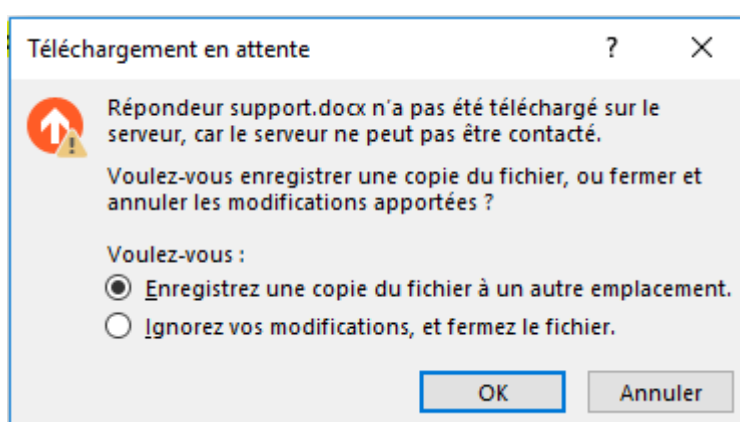 Téléchargement en attente
?
Répondeur support.docx n'a pas été téléchargé sur le
serveur, car le serveur ne peut pas être contacté.
Voulez-vous enregistrer une copie du fichier, ou fermer et
annuler les modifications apportées ?
Voulez-vous :
Enregistrez une copie du fichier à un autre emplacement.
Ignorez vos modifications, et fermez le fichier.
OK
Annuler